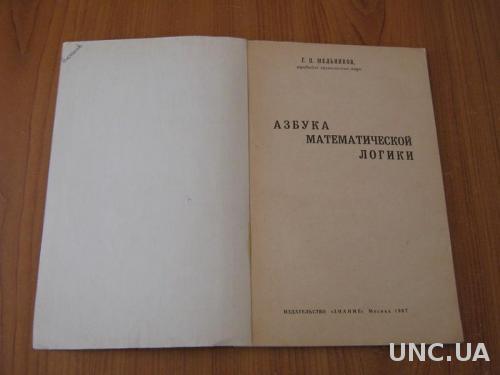 Г. П. МЕЛЬНИКОВ,
АЗБУКА
МАТЕМАТИЧЕСКОЙ
ЛОГИКИ
ИЗДАТЕЛЬСТВО «ЗНАНИЕ» Москва 1967
UNC.UA